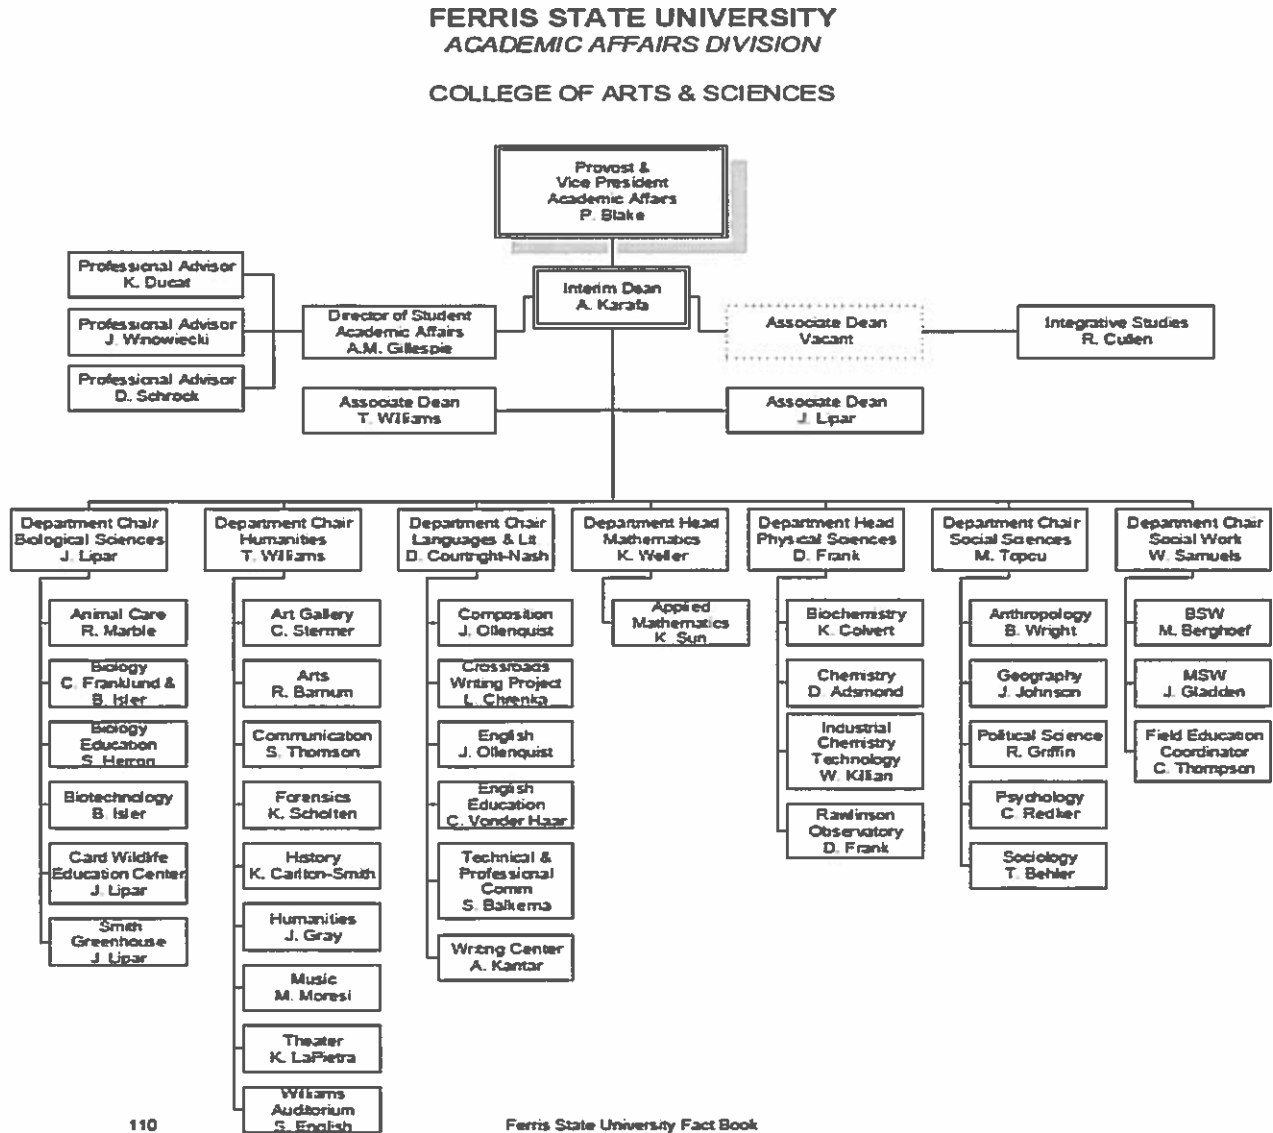 FERRIS STATE UNIVERSITY
ACADEMIC AFFAIRS DIVISION
COLLEGE OF ARTS & SCIENCES
Provost &
Vice President
Academic Affairs
P. Blake
Interim Dean
A. Karafa
Professional Advisor
K. Ducat
Professional Advisor
J. Wnowiecki
Professional Advisor
D. Schrock
Director of Student
Academic Affairs
A.M. Gillespie
Associate Dean
Vacant
Integrative Studies
R. Cullen
Associate Dean
T. Williams
Associate Dean
J. Lipar
Department Chair
Biological Sciences
J. Lipar
Department Chair
Humanities
T. Williams
Department Chair
Languages & Lit
D. Courtright-Nash
Department Head
Mathematics
K. Weller
Department Head
Physical Sciences
D. Frank
Department Chair
Social Sciences
M. Topcu
Department Chair
Social Work
W. Samuels
Animal Care
R. Marble
Biology
C. Franklund &
B. Isler
Biology
Education
S. Herron
Biotechnology
B. Isler
Card Wildlife
Education Center
J. Lipar
Smith
Greenhouse
J. Lipar
Art Gallery
C. Stermer
Arts
R. Barnum
Communication
S. Thomson
Forensics
K. Scholten
History
K. Carlton-Smith
Humanities
J. Gray
Music
M. Moresi
Theater
K. LaPietra
Williams
Auditorium
S. English
Composition
J. Ollenquist
Crossroads
Writing Project
L. Chrenka
English
J. Ollenquist
English
Education
C. Vonder Haar
Technical &
Professional
Comm
S. Balkema
Writing Center
A. Kantar
Applied
Mathematics
K. Sun
Biochemistry
K. Colvert
Chemistry
D. Adsmond
Industrial
Chemistry
Technology
W. Killian
Rawlinson
Observatory
D. Frank
Anthropology
B. Wright
Geography
J. Johnson
Political Science
R. Griffin
Psychology
C. Redker
Sociology
T. Behler
BSW
M. Berghoef
MSW
J. Gladden
Field Education
Coordinator
C. Thompson
110
Ferris State University Fact Book